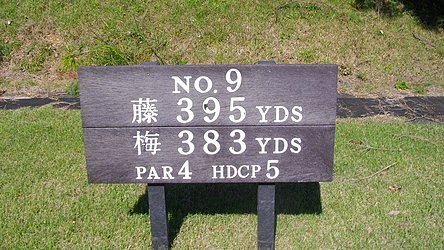 NO. 9
藤 395 YDS
梅 383 YDS
PAR 4 HDCP 5